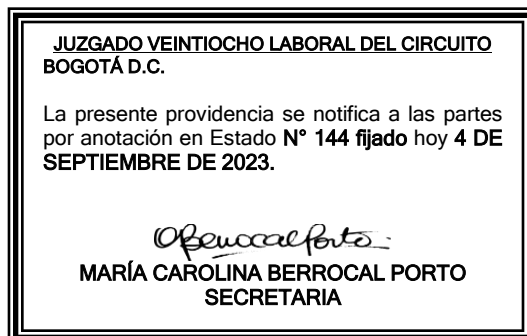 JUZGADO VEINTIOCHO LABORAL DEL CIRCUITO
BOGOTÁ D.C.
La presente providencia se notifica a las partes
por anotación en Estado N° 144 fijado hoy 4 DE
SEPTIEMBRE DE 2023.
MARÍA CAROLINA BERROCAL PORTO
SECRETARIA